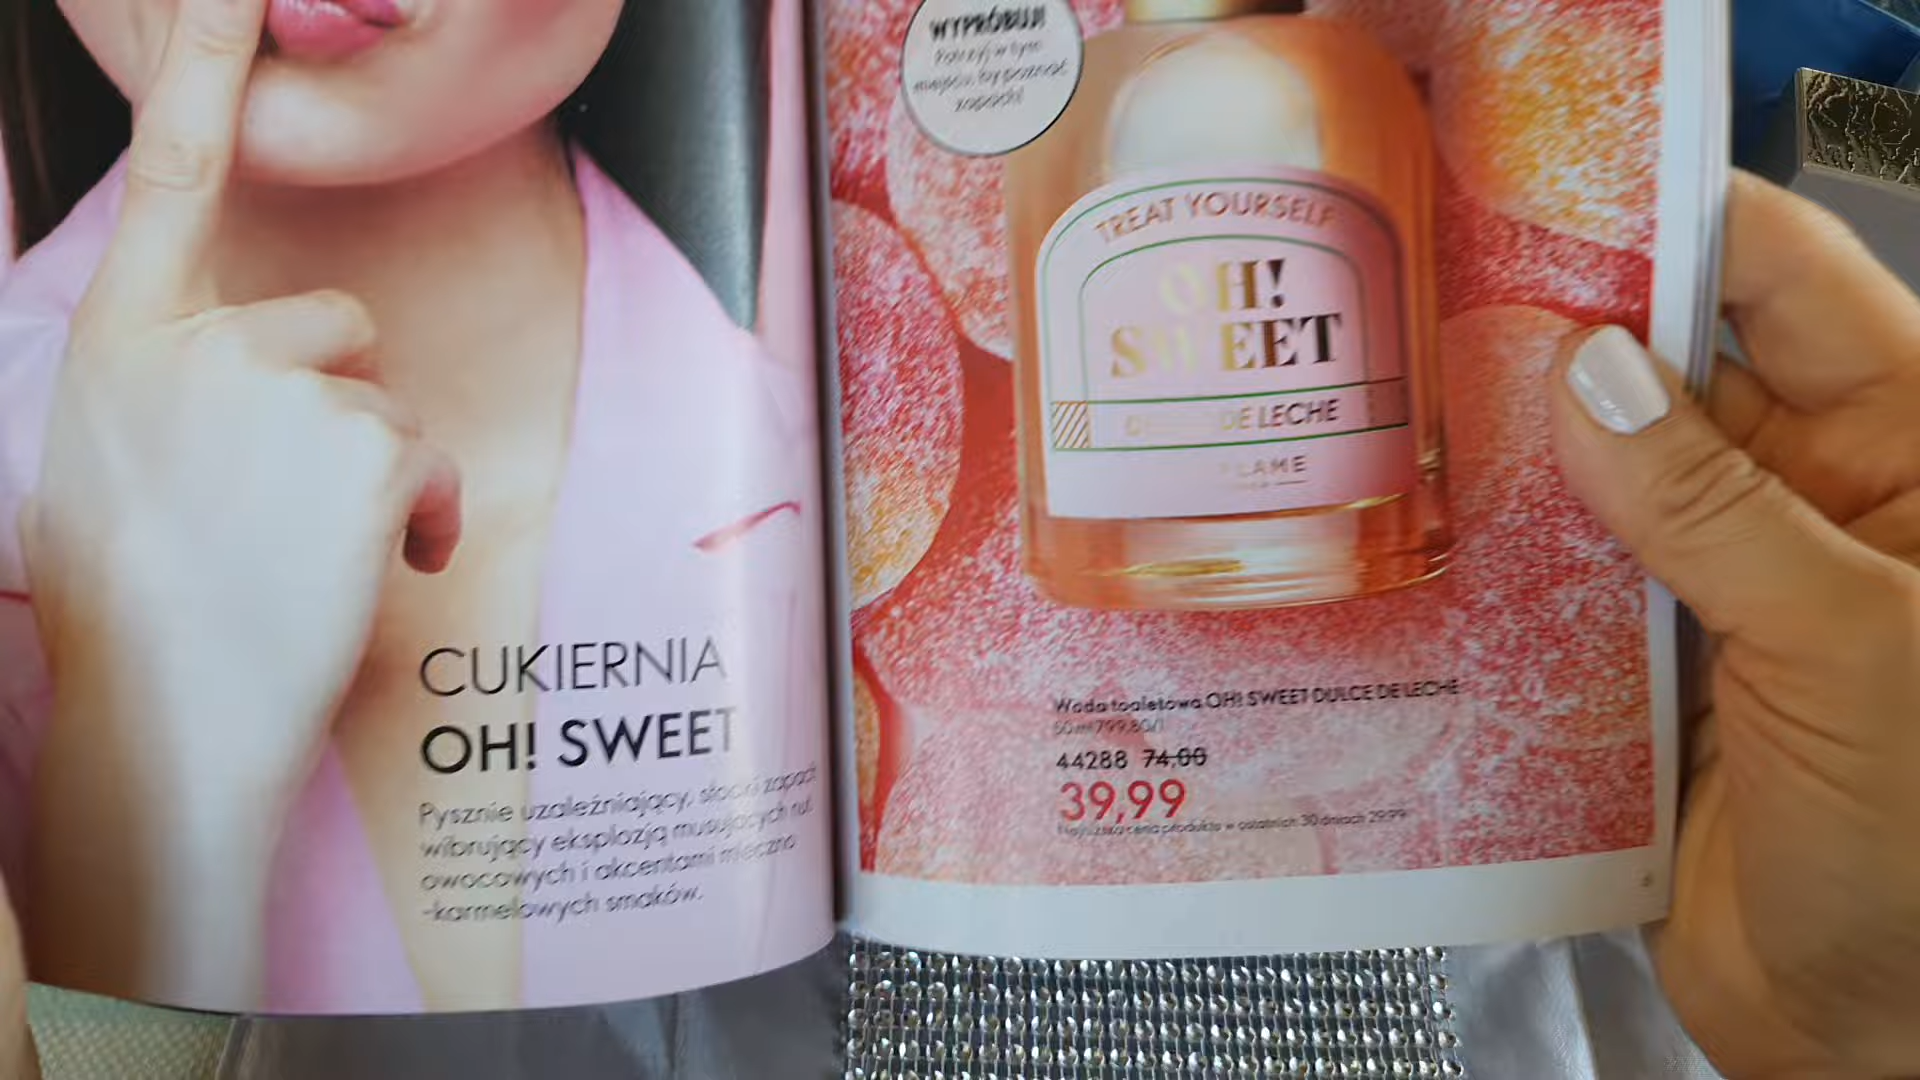 CUKIERNIA
OH! SWEET
Pysznie uzależniający, słodki zapach
wibrujący eksplozją musujących nut
owocowych i akcentami mleczno
-karmelowych smaków.
WYPRÓBUJ!
Potrzyj w tym
miejscu, by poznać
zapach!
TREAT YOURSELF
OH!
SWEET
DE LECHE
LAME
Woda toaletowa OH! SWEET DULCE DE LECHE
50 ml 799,80/l
44288 74,00
39,99
Najniższa cena produktu w ostatnich 30 dniach 29,99